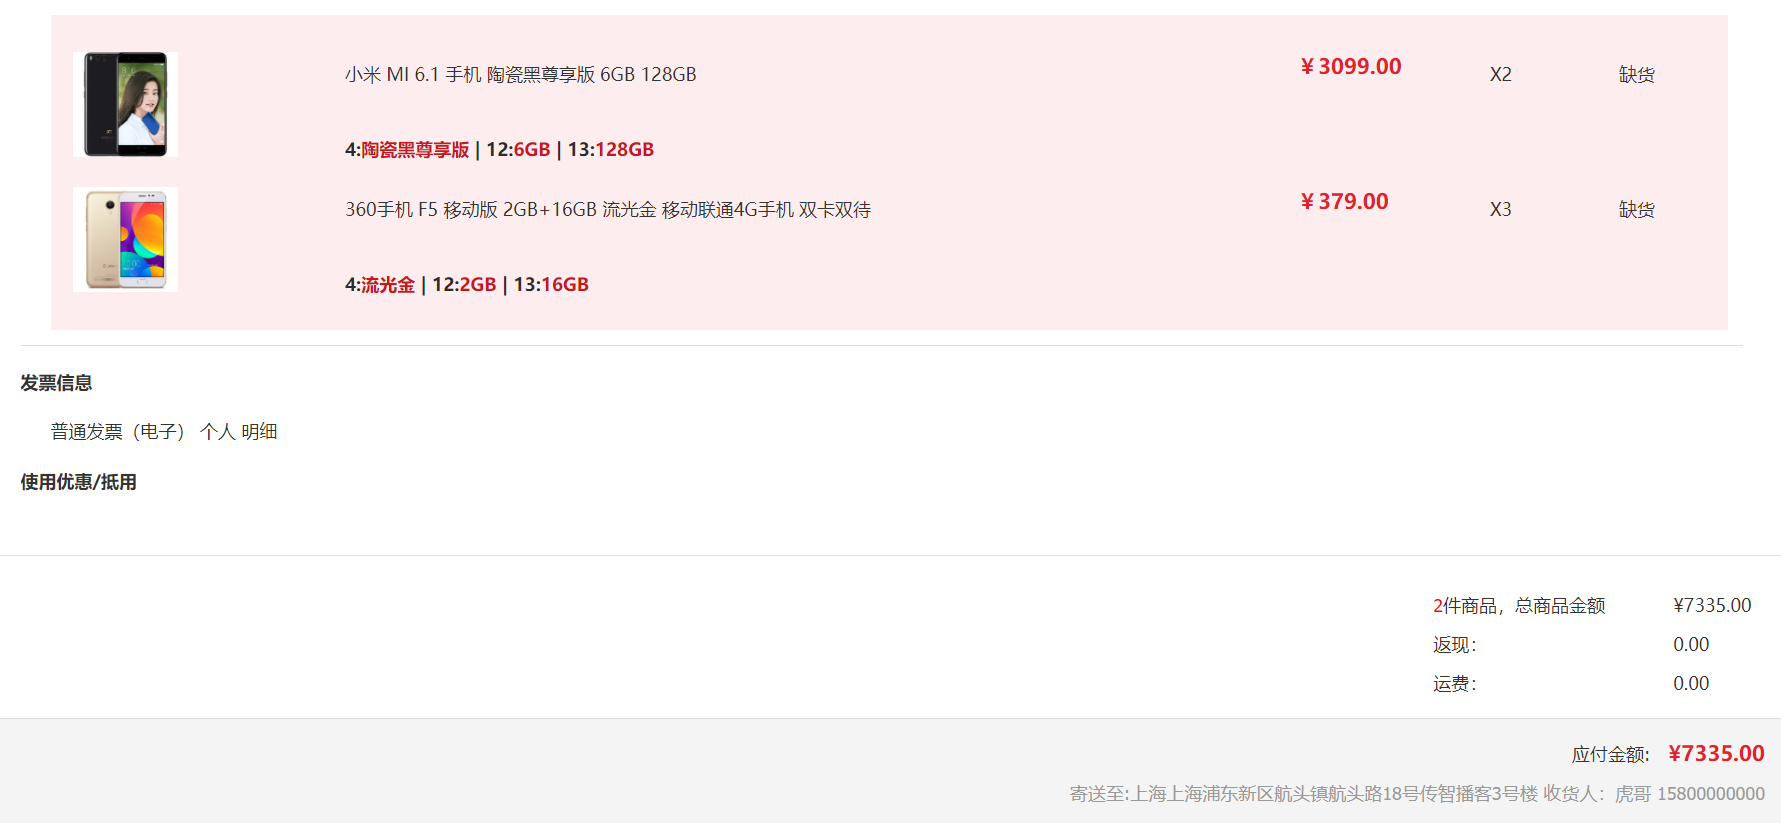 小米 MI 6.1 手机 陶瓷黑尊享版 6GB 128GB ¥ 3099.00 X2 缺货
4:陶瓷黑尊享版 | 12:6GB | 13:128GB
360手机 F5 移动版 2GB+16GB 流光金 移动联通4G手机 双卡双待 ¥ 379.00 X3 缺货
4:流光金 | 12:2GB | 13:16GB
发票信息
普通发票（电子） 个人 明细
使用优惠/抵用
2件商品，总商品金额 ¥7335.00
返现： 0.00
运费： 0.00
应付金额: ¥7335.00
寄送至:上海上海浦东新区航头镇航头路18号传智播客3号楼 收货人：虎哥 15800000000